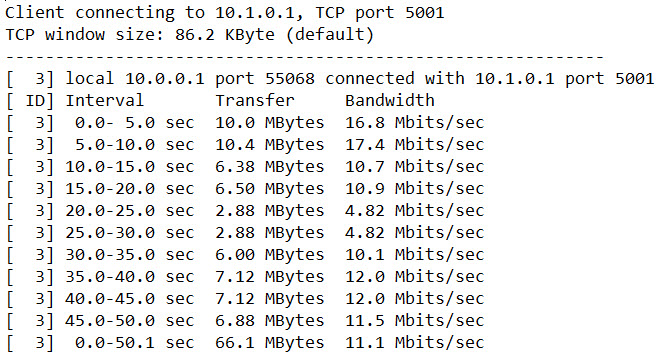 Client connecting to 10.1.0.1, TCP port 5001
TCP window size: 86.2 KByte (default)
------------------------------------------------------------
[  3] local 10.0.0.1 port 55068 connected with 10.1.0.1 port 5001
[ ID] Interval       Transfer     Bandwidth
[  3]  0.0- 5.0 sec  10.0 MBytes  16.8 Mbits/sec
[  3]  5.0-10.0 sec  10.4 MBytes  17.4 Mbits/sec
[  3] 10.0-15.0 sec  6.38 MBytes  10.7 Mbits/sec
[  3] 15.0-20.0 sec  6.50 MBytes  10.9 Mbits/sec
[  3] 20.0-25.0 sec  2.88 MBytes  4.82 Mbits/sec
[  3] 25.0-30.0 sec  2.88 MBytes  4.82 Mbits/sec
[  3] 30.0-35.0 sec  6.00 MBytes  10.1 Mbits/sec
[  3] 35.0-40.0 sec  7.12 MBytes  12.0 Mbits/sec
[  3] 40.0-45.0 sec  7.12 MBytes  12.0 Mbits/sec
[  3] 45.0-50.0 sec  6.88 MBytes  11.5 Mbits/sec
[  3]  0.0-50.1 sec  66.1 MBytes  11.1 Mbits/sec